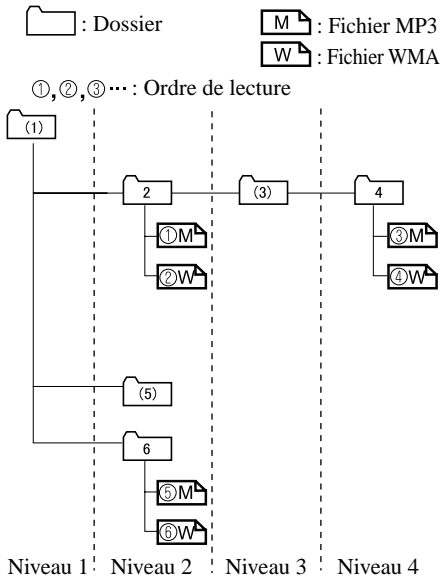 : Dossier
M : Fichier MP3
W : Fichier WMA
①,②,③··· : Ordre de lecture
(1)
2 (3) 4
①M ③M
②W ④W
(5)
6
⑤M
⑥W
Niveau 1 Niveau 2 Niveau 3 Niveau 4